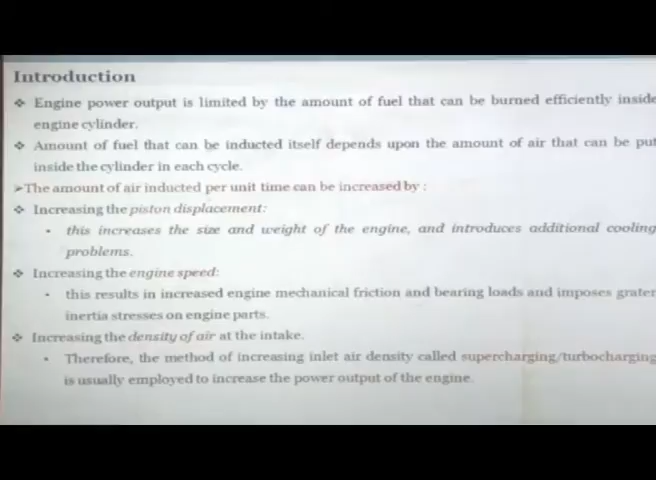 Introduction
❖ Engine power output is limited by the amount of fuel that can be burned efficiently inside
engine cylinder.
❖ Amount of fuel that can be inducted itself depends upon the amount of air that can be put
inside the cylinder in each cycle.
➢The amount of air inducted per unit time can be increased by :
❖ Increasing the piston displacement:
• this increases the size and weight of the engine, and introduces additional cooling
problems.
❖ Increasing the engine speed:
• this results in increased engine mechanical friction and bearing loads and imposes grater
inertia stresses on engine parts.
❖ Increasing the density of air at the intake.
• Therefore, the method of increasing inlet air density called supercharging/turbocharging
is usually employed to increase the power output of the engine.